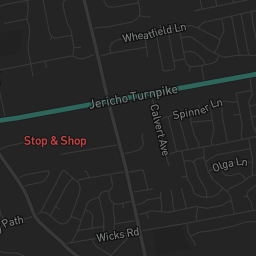 Wheatfield Ln
Jericho Turnpike
Spinner Ln
Calvert Ave
Stop & Shop
Olga Ln
Path
Wicks Rd